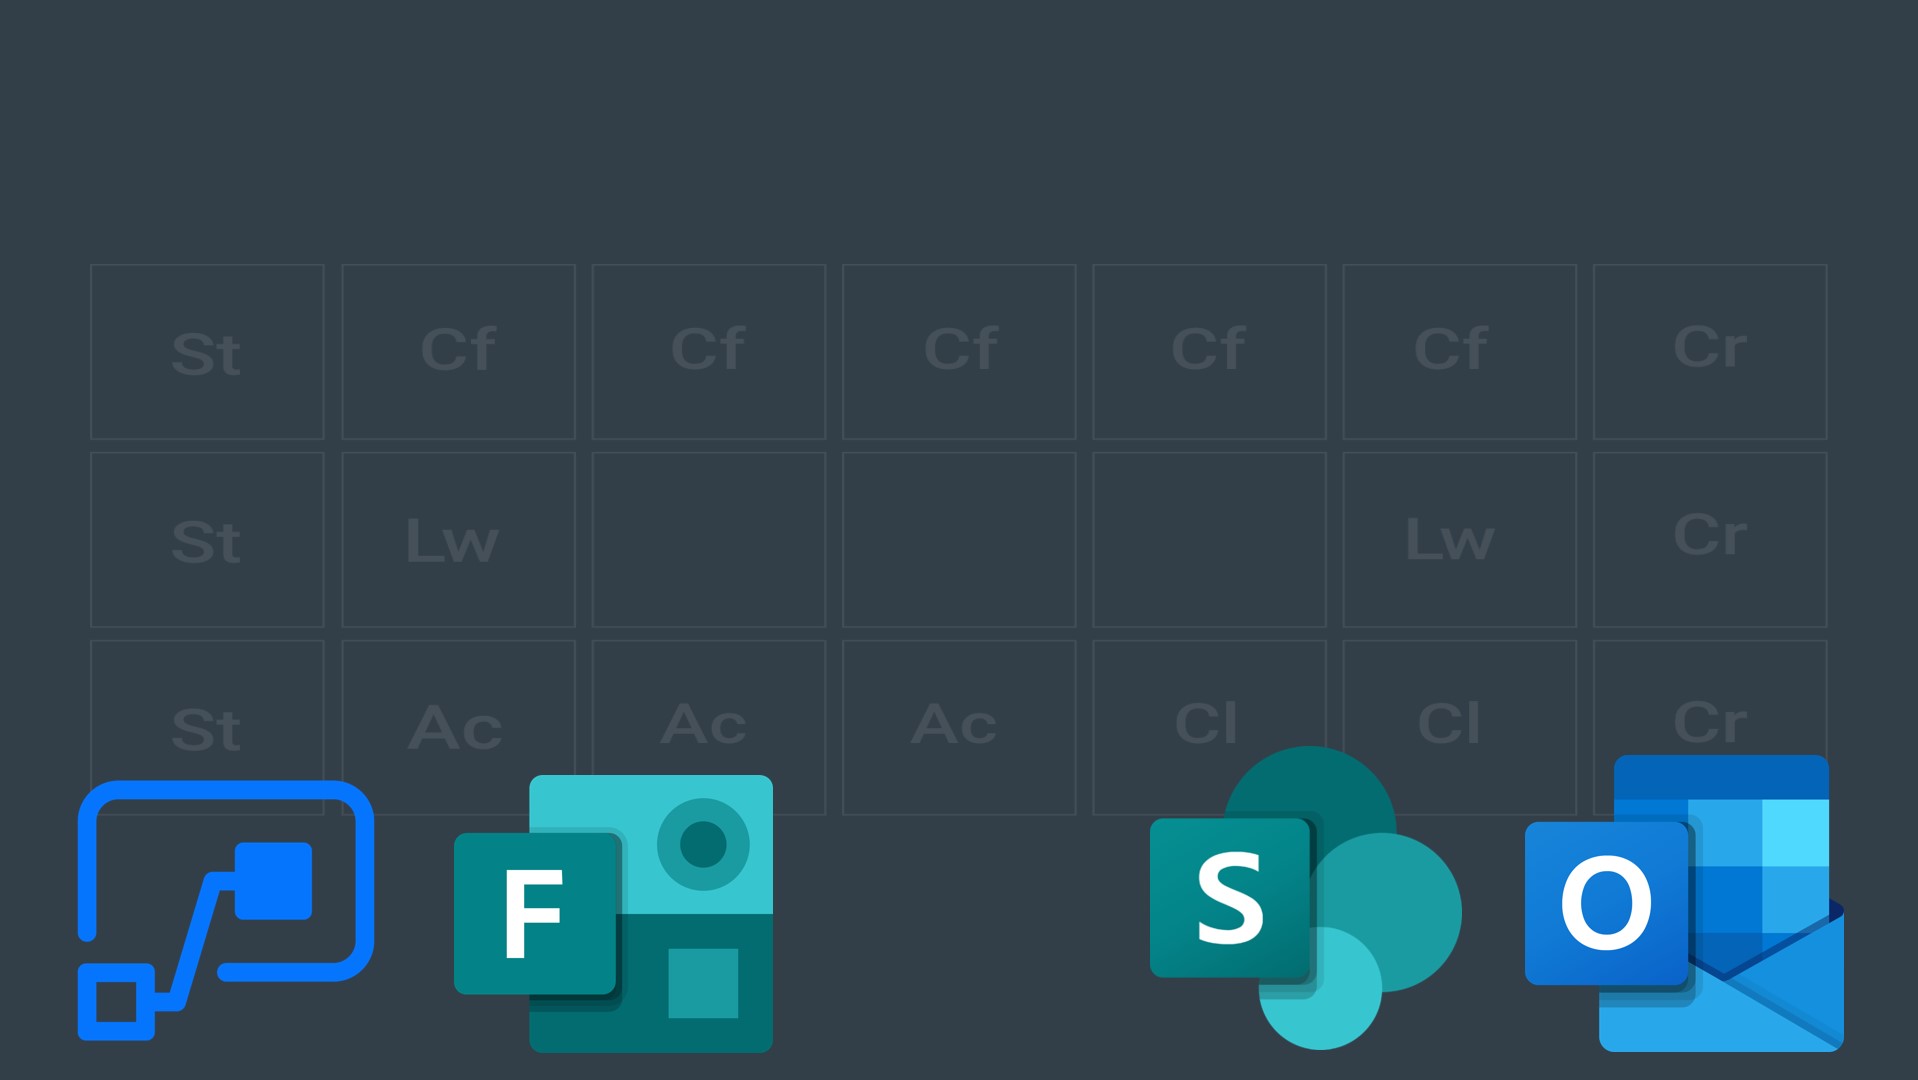 St Cf Cf Cf Cf Cf Cr
St Lw Lw Cr
St Ac Ac Ac Cl Cl Cr
F S O